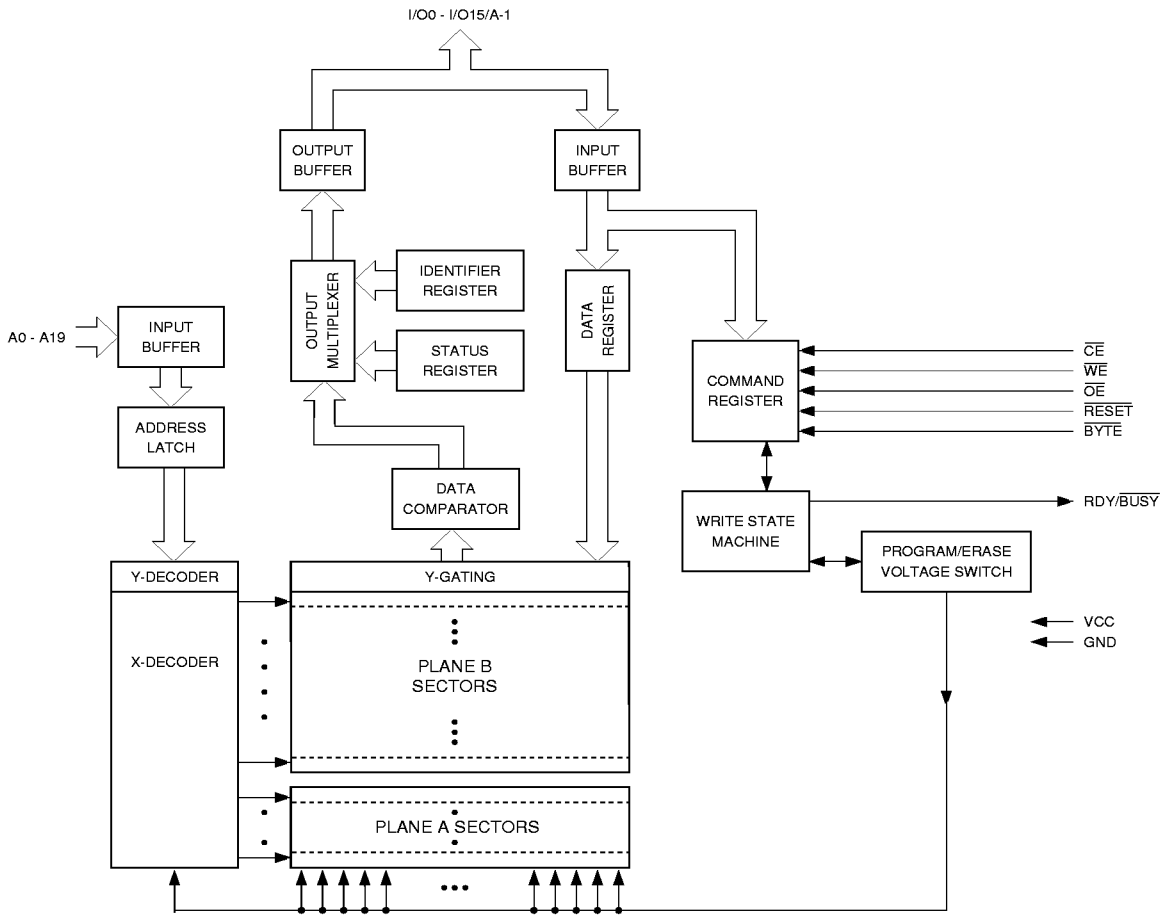 I/O0 - I/O15/A-1
OUTPUT
BUFFER
INPUT
BUFFER
IDENTIFIER
REGISTER
OUTPUT
MULTIPLEXER
STATUS
REGISTER
DATA
REGISTER
A0 - A19
INPUT
BUFFER
COMMAND
REGISTER
CE
WE
OE
RESET
BYTE
ADDRESS
LATCH
DATA
COMPARATOR
WRITE STATE
MACHINE
RDY/BUSY
PROGRAM/ERASE
VOLTAGE SWITCH
Y-DECODER
Y-GATING
VCC
GND
X-DECODER
PLANE B
SECTORS
PLANE A SECTORS